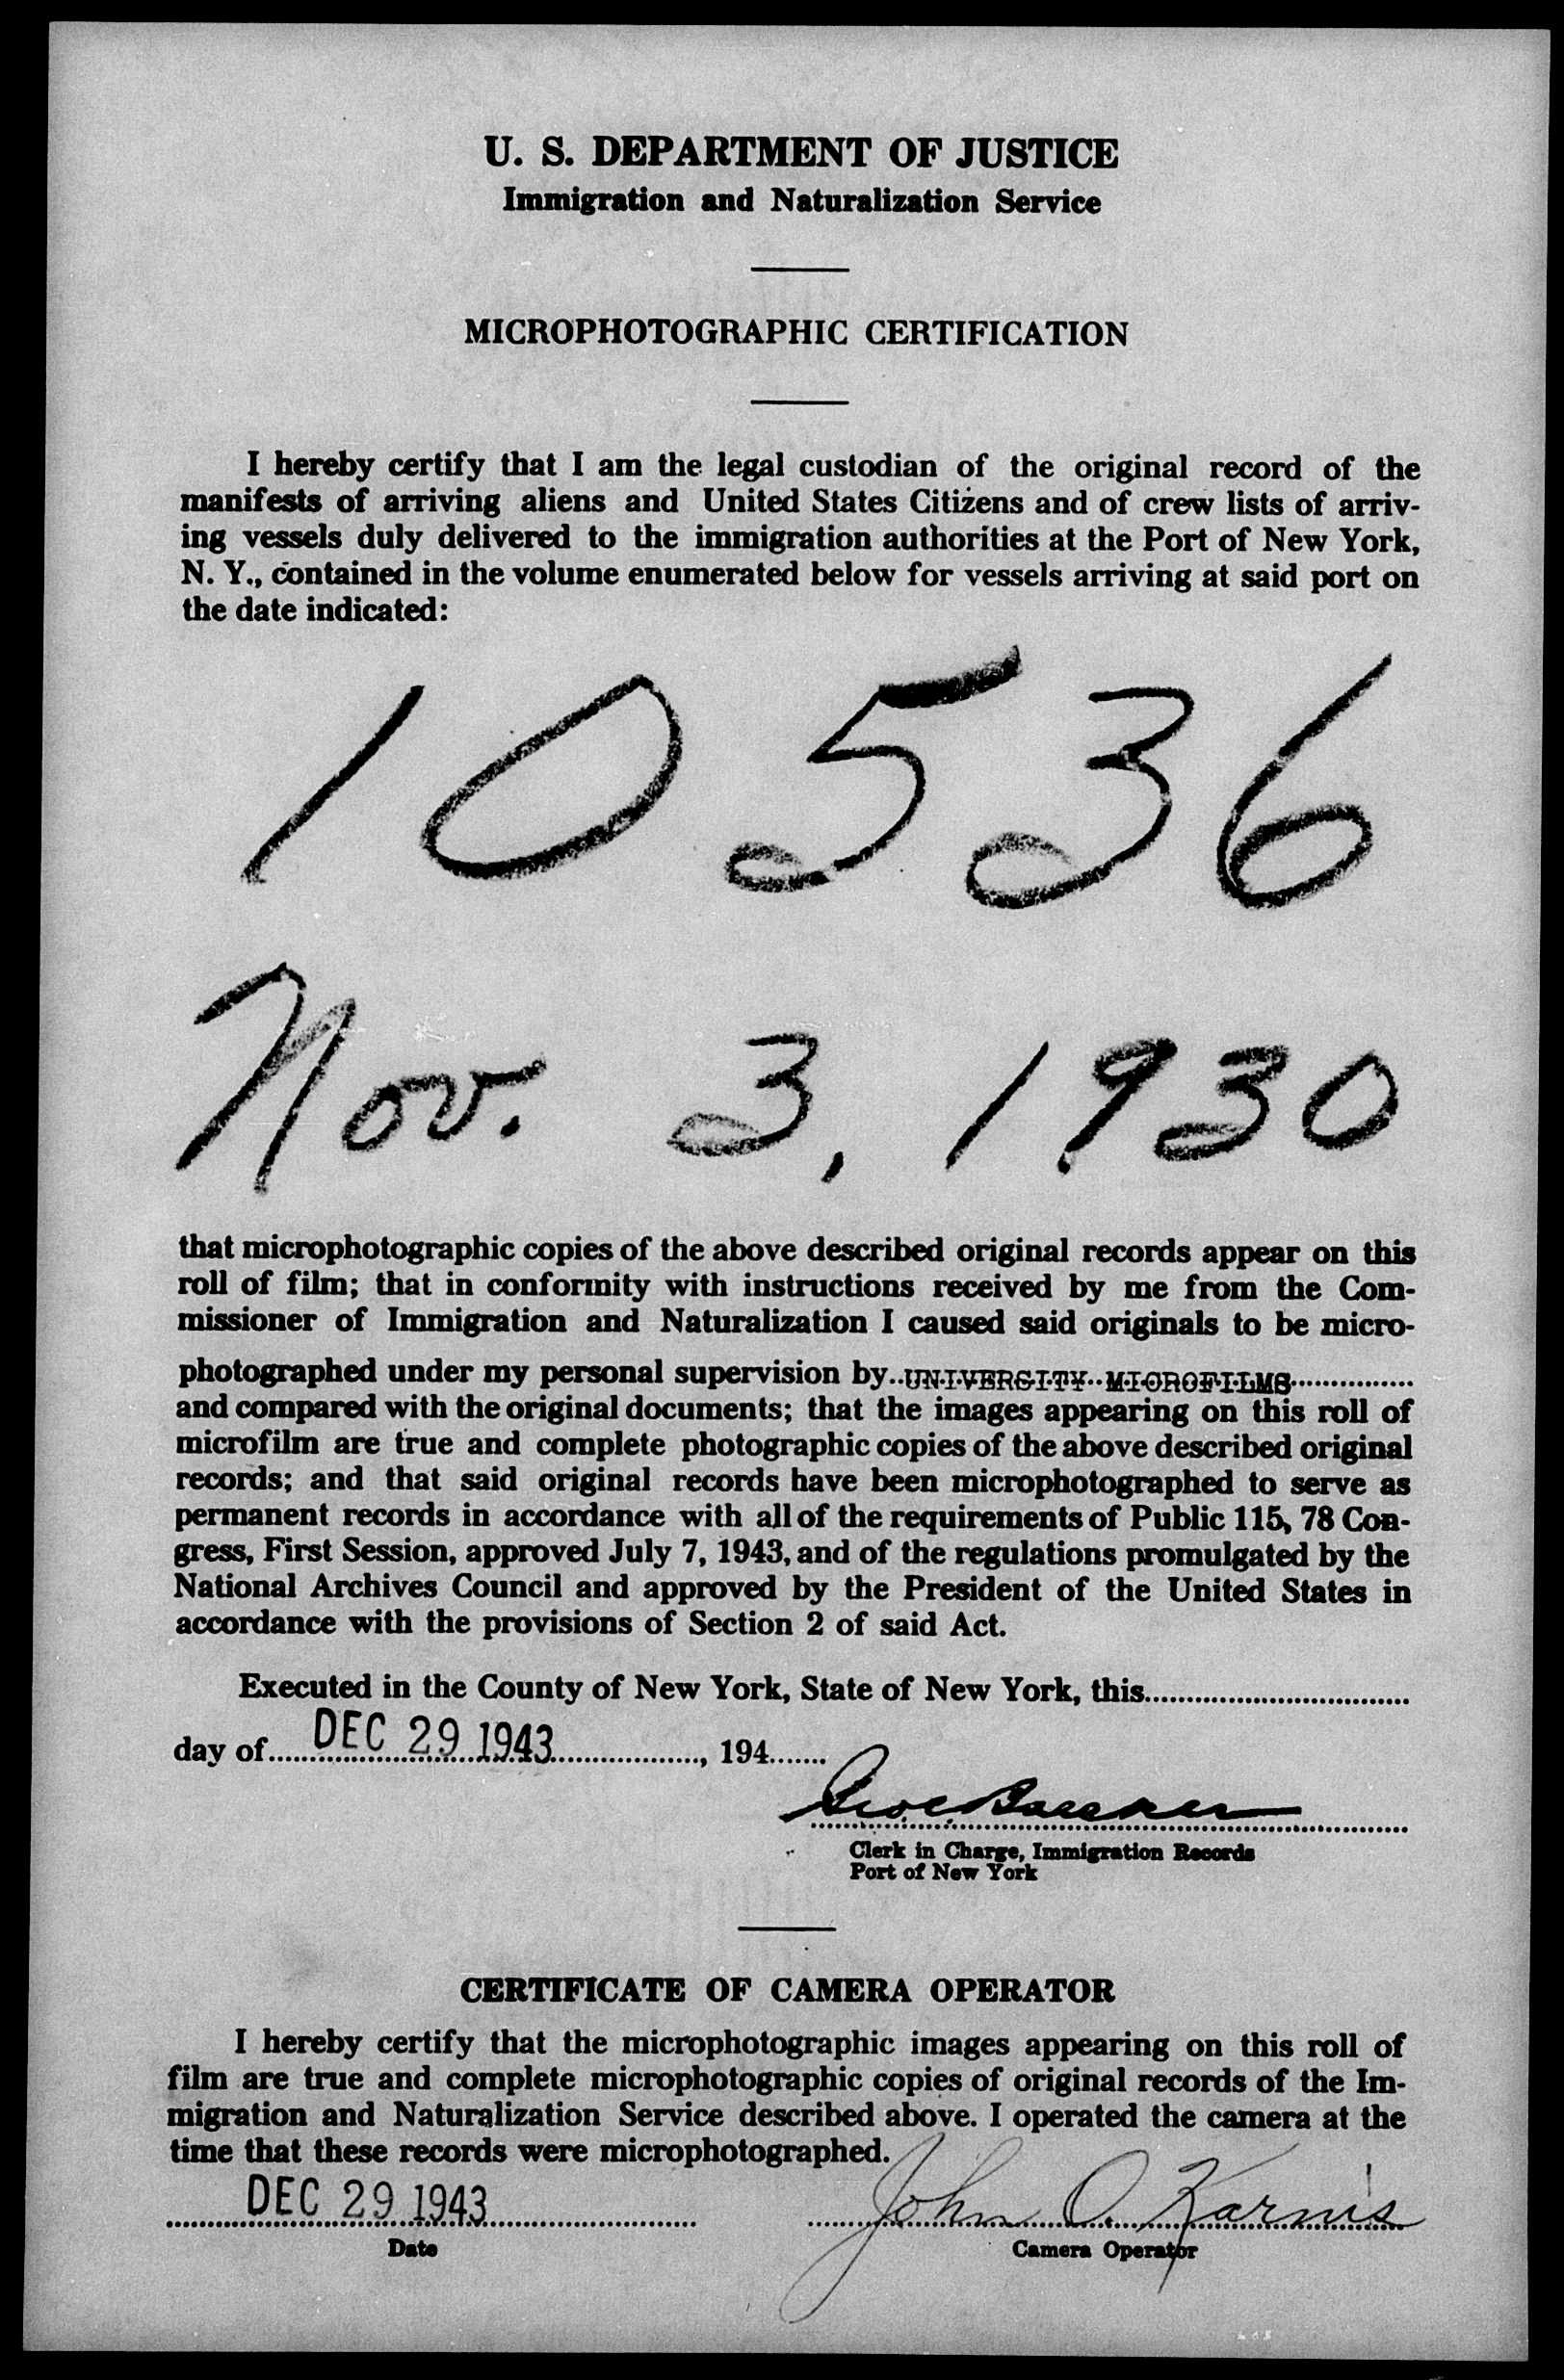 U. S. DEPARTMENT OF JUSTICE
Immigration and Naturalization Service
MICROPHOTOGRAPHIC CERTIFICATION
I hereby certify that I am the legal custodian of the original record of the
manifests of arriving aliens and United States Citizens and of crew lists of arriv-
ing vessels duly delivered to the immigration authorities at the Port of New York,
N. Y., contained in the volume enumerated below for vessels arriving at said port on
the date indicated:
10536
Nov. 3, 1930
that microphotographic copies of the above described original records appear on this
roll of film; that in conformity with instructions received by me from the Com-
missioner of Immigration and Naturalization I caused said originals to be micro-
photographed under my personal supervision by UNIVERSITY MICROFILMS
and compared with the original documents; that the images appearing on this roll of
microfilm are true and complete photographic copies of the above described original
records; and that said original records have been microphotographed to serve as
permanent records in accordance with all of the requirements of Public 115, 78 Con-
gress, First Session, approved July 7, 1943, and of the regulations promulgated by the
National Archives Council and approved by the President of the United States in
accordance with the provisions of Section 2 of said Act.
Executed in the County of New York, State of New York, this
day of DEC 29 1943, 194
Clerk in Charge, Immigration Records
Port of New York
CERTIFICATE OF CAMERA OPERATOR
I hereby certify that the microphotographic images appearing on this roll of
film are true and complete microphotographic copies of original records of the Im-
migration and Naturalization Service described above. I operated the camera at the
time that these records were microphotographed.
DEC 29 1943 John O. Karnis
Date Camera Operator